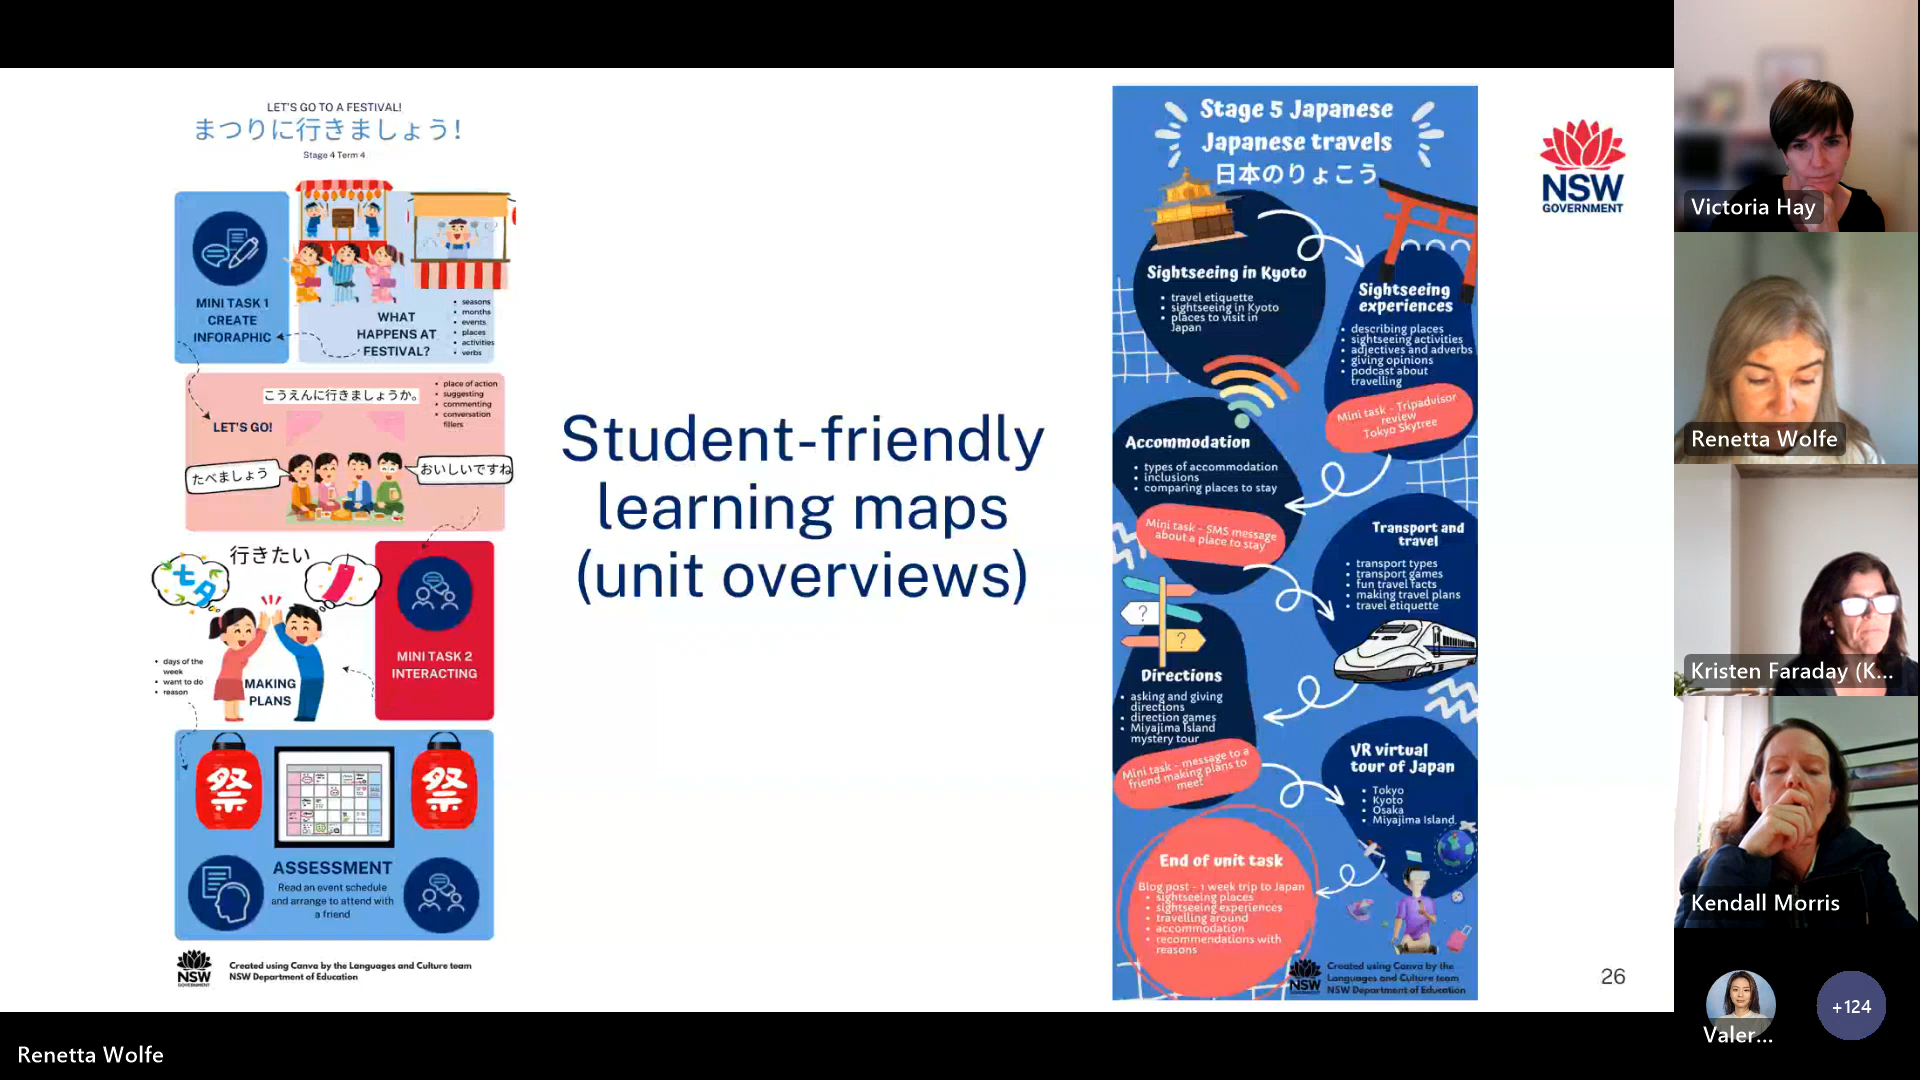 LET'S GO TO A FESTIVAL!
まつりに行きましょう!
Stage 4 Term 4
MINI TASK 1
CREATE
INFORAPHIC
WHAT
HAPPENS AT
FESTIVAL?
• seasons
• months
• events
• places
• activities
• verbs
こうえんに行きましょうか。
• place of action
• suggesting
• commenting
• conversation
fillers
LET'S GO!
たべましょう
おいしいですね
行きたい
七夕
• days of the
week
• want to do
• reason
MAKING
PLANS
MINI TASK 2
INTERACTING
祭
祭
ASSESSMENT
Read an event schedule
and arrange to attend with
a friend
NSW
GOVERNMENT
Created using Canva by the Languages and Culture team
NSW Department of Education
Student-friendly
learning maps
(unit overviews)
Stage 5 Japanese
Japanese travels
日本のりょこう
Sightseeing in Kyoto
• travel etiquette
• sightseeing in Kyoto
• places to visit in
Japan
Sightseeing
experiences
• describing places
• sightseeing activities
• adjectives and adverbs
• giving opinions
• podcast about
travelling
Mini task - Tripadvisor
review
Tokyo Skytree
Accommodation
• types of accommodation
• inclusions
• comparing places to stay
Mini task - SMS message
about a place to stay
Transport and
travel
• transport types
• transport games
• fun travel facts
• making travel plans
• travel etiquette
?
?
Directions
• asking and giving
directions
• direction games
• Miyajima Island
mystery tour
Mini task - message to a
friend making plans to
meet
VR virtual
tour of Japan
• Tokyo
• Kyoto
• Osaka
• Miyajima Island
End of unit task
Blog post - 1 week trip to Japan
• sightseeing places
• sightseeing experiences
• travelling around
• accommodation
• recommendations with
reasons
NSW
Created using Canva by the
Languages and Culture team
NSW Department of Education
NSW
GOVERNMENT
26
Victoria Hay
Renetta Wolfe
Kristen Faraday (K...
Kendall Morris
Valer...
+124
Renetta Wolfe